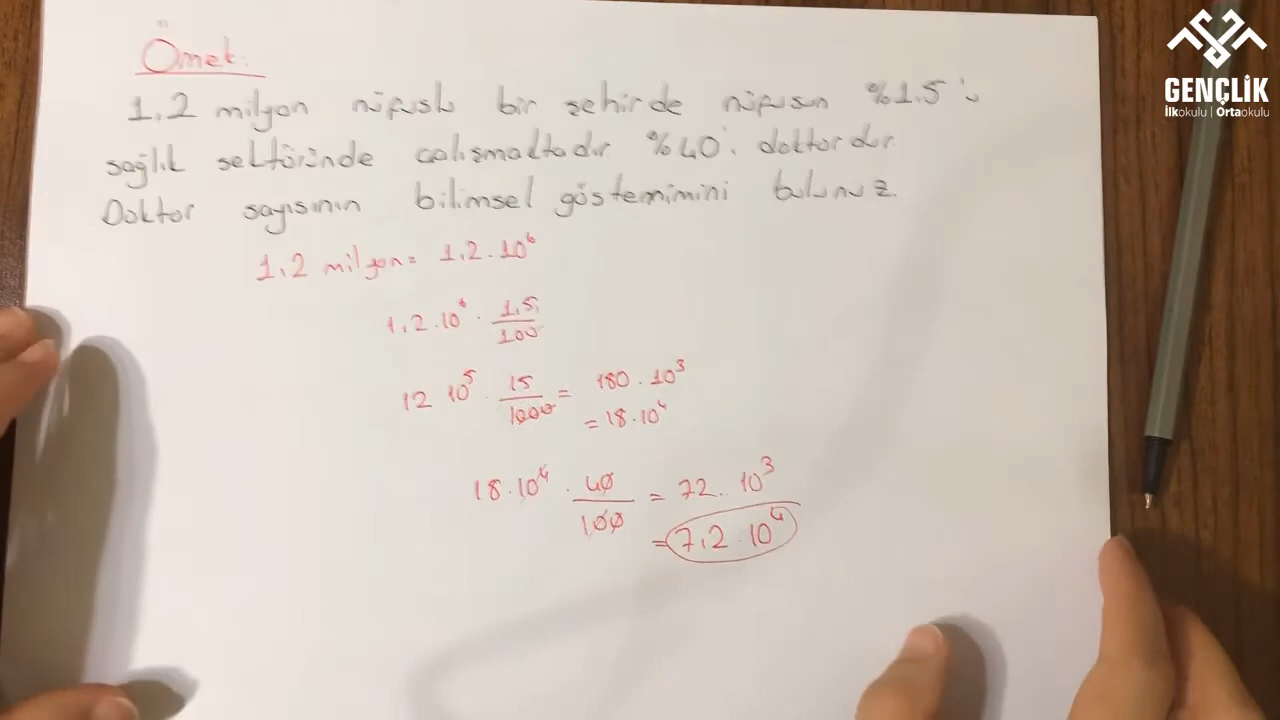 Örnek:
1,2 milyon nüfuslu bir şehirde nüfusun %1,5'u
sağlık sektöründe çalışmaktadır %40'ı doktordur.
Doktor sayısının bilimsel göstemimini bulunuz.
1,2 milyon = 1,2 . 10⁶
1,2 . 10⁶ . 1,5/100
12 10⁵ . 15/1000 = 180 . 10³
= 18 . 10⁴
18 . 10⁴ . 40/100 = 72 . 10³
= 7,2 . 10⁴
GENÇLİK
İlkokulu | Ortaokulu